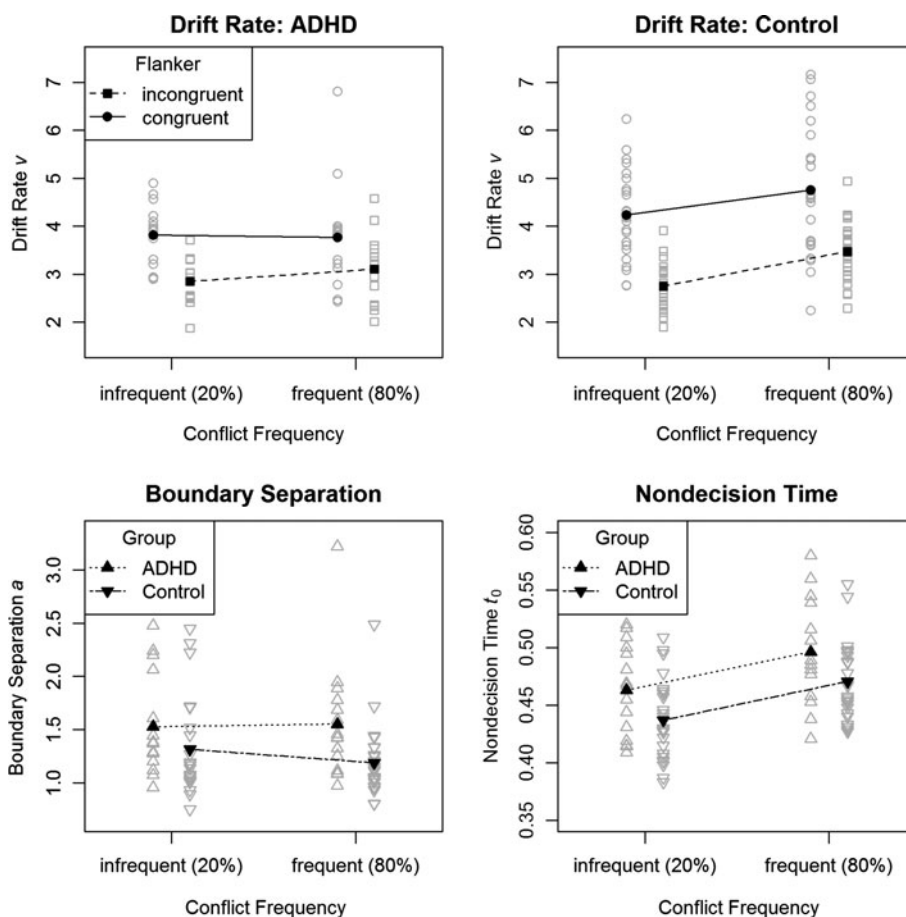 Drift Rate: ADHD
Flanker
incongruent
congruent
Drift Rate v
7
6
5
4
3
2
infrequent (20%)
frequent (80%)
Conflict Frequency
Drift Rate: Control
Drift Rate v
7
6
5
4
3
2
infrequent (20%)
frequent (80%)
Conflict Frequency
Boundary Separation
Group
ADHD
Control
Boundary Separation a
3.0
2.5
2.0
1.5
1.0
infrequent (20%)
frequent (80%)
Conflict Frequency
Nondecision Time
Group
ADHD
Control
Nondecision Time t₀
0.60
0.55
0.50
0.45
0.40
0.35
infrequent (20%)
frequent (80%)
Conflict Frequency